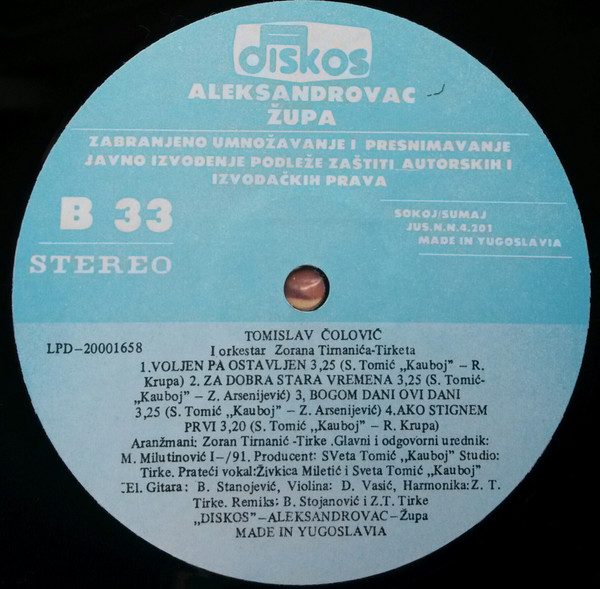 diskos
ALEKSANDROVAC
ŽUPA
ZABRANJENO UMNOŽAVANJE I PRESNIMAVANJE
JAVNO IZVOĐENJE PODLEŽE ZAŠTITI AUTORSKIH I
IZVOĐAČKIH PRAVA
B 33
STEREO
SOKOJ/SUMAJ
JUS.N.N.4.201
MADE IN YUGOSLAVIA
LPD-20001658
TOMISLAV ČOLOVIČ
I orkestar Zorana Tirnanića-Tirketa
1.VOLJEN PA OSTAVLJEN 3,25 (S. Tomić „Kauboj" – R.
Krupa) 2. ZA DOBRA STARA VREMENA 3,25 (S. Tomić-
„Kauboj" – Z. Arsenijević) 3, BOGOM DANI OVI DANI
3,25 (S. Tomić „Kauboj" – Z. Arsenijević) 4.AKO STIGNEM
PRVI 3,20 (S. Tomić „Kauboj" – R. Krupa)
Aranžmani: Zoran Tirnanić -Tirke .Glavni i odgovorni urednik:
M. Milutinović I–/91. Producent: SVeta Tomić „Kauboj" Studio:
Tirke. Prateći vokal:Živkica Miletić i Sveta Tomić „Kauboj"
:El. Gitara: B. Stanojević, Violina: D. Vasić, Harmonika:Z. T.
Tirke. Remiks: B. Stojanović i Z.T. Tirke
„DISKOS"–ALEKSANDROVAC–Župa
MADE IN YUGOSLAVIA